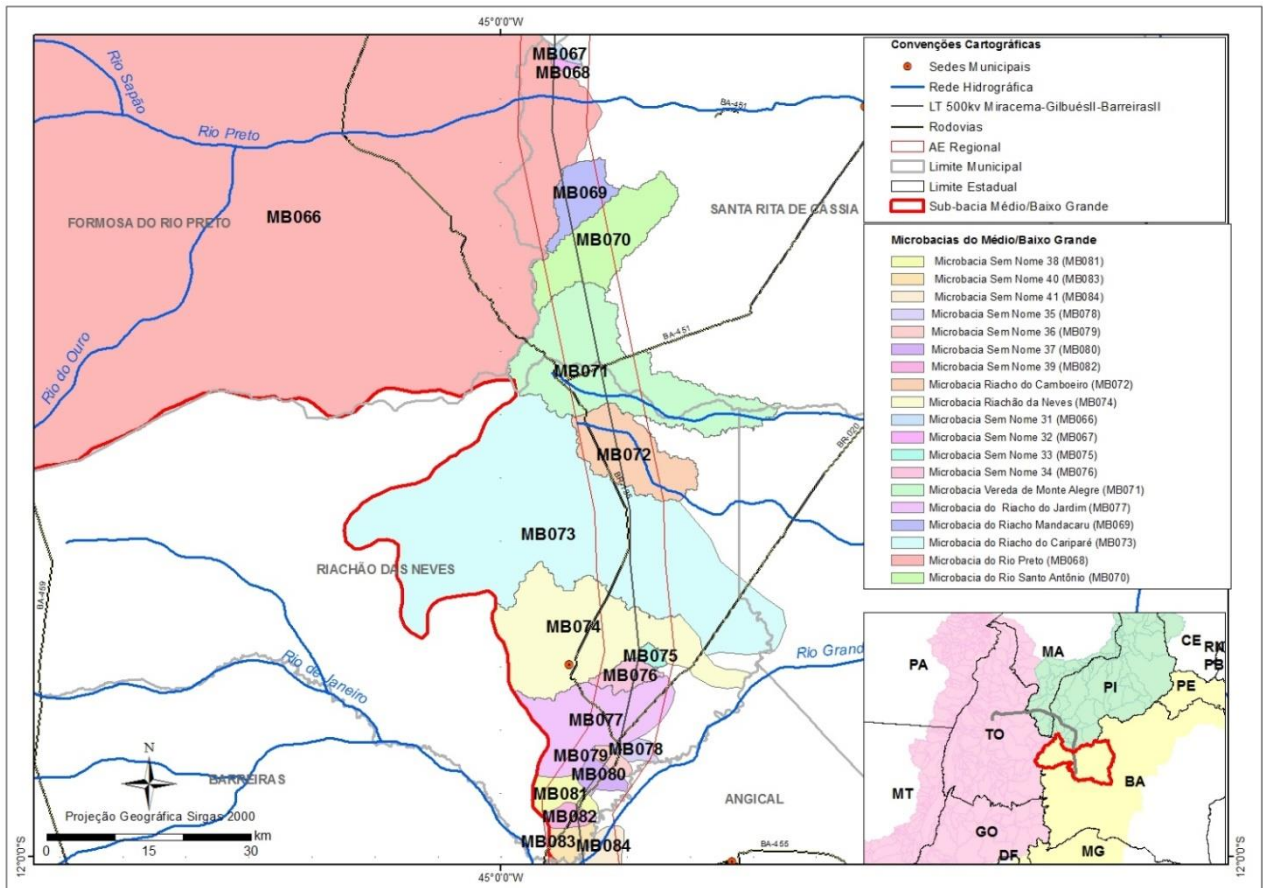 45°0'0"W
Rio Sapão
Rio Preto
Rio do Ouro
FORMOSA DO RIO PRETO
MB066
MB067
MB068
BA-451
MB069
MB070
SANTA RITA DE CASSIA
BA-451
MB071
MB072
BR-020
MB073
RIACHÃO DAS NEVES
BA-459
MB074
MB075
MB076
Rio Grand
Rio de Janeiro
MB077
MB078
MB079
MB080
BARREIRAS
MB081
MB082
ANGICAL
MB083
MB084
BA-455
N
Projeção Geográfica Sirgas 2000
km
0 15 30
12°0'0"S
12°0'0"S
45°0'0"W
Convenções Cartográficas
Sedes Municipais
Rede Hidrográfica
LT 500kv Miracema-GilbuésII-BarreirasII
Rodovias
AE Regional
Limite Municipal
Limite Estadual
Sub-bacia Médio/Baixo Grande
Microbacias do Médio/Baixo Grande
Microbacia Sem Nome 38 (MB081)
Microbacia Sem Nome 40 (MB083)
Microbacia Sem Nome 41 (MB084)
Microbacia Sem Nome 35 (MB078)
Microbacia Sem Nome 36 (MB079)
Microbacia Sem Nome 37 (MB080)
Microbacia Sem Nome 39 (MB082)
Microbacia Riacho do Camboeiro (MB072)
Microbacia Riachão da Neves (MB074)
Microbacia Sem Nome 31 (MB066)
Microbacia Sem Nome 32 (MB067)
Microbacia Sem Nome 33 (MB075)
Microbacia Sem Nome 34 (MB076)
Microbacia Vereda de Monte Alegre (MB071)
Microbacia do Riacho do Jardim (MB077)
Microbacia do Riacho Mandacaru (MB069)
Microbacia do Riacho do Cariparé (MB073)
Microbacia do Rio Preto (MB068)
Microbacia do Rio Santo Antônio (MB070)
PA
MA
CE
RN
PB
PI
PE
TO
BA
MT
GO
DF
MG